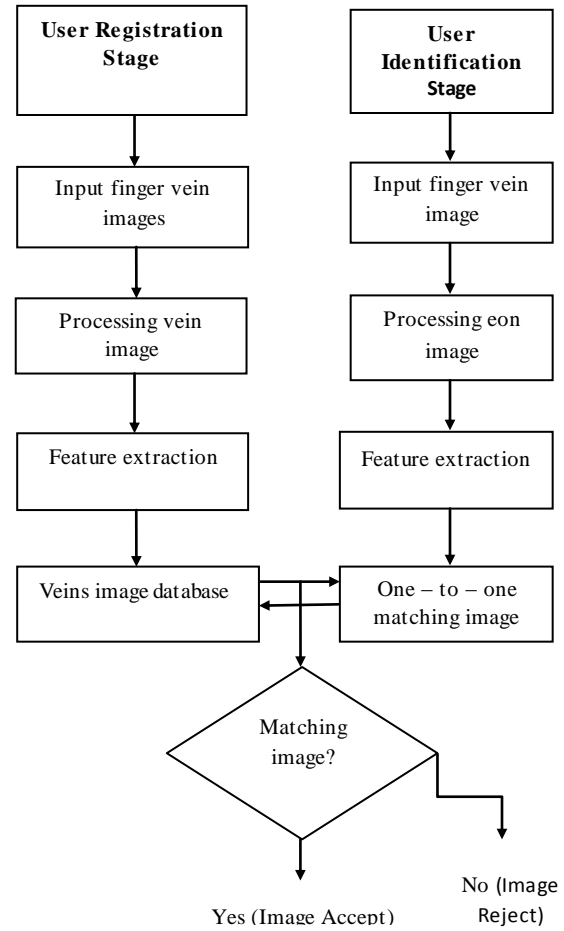 User Registration
Stage
Input finger vein
images
Processing vein
image
Feature extraction
Veins image database
User
Identification
Stage
Input finger vein
image
Processing eon
image
Feature extraction
One – to – one
matching image
Matching
image?
Yes (Image Accept)
No (Image
Reject)